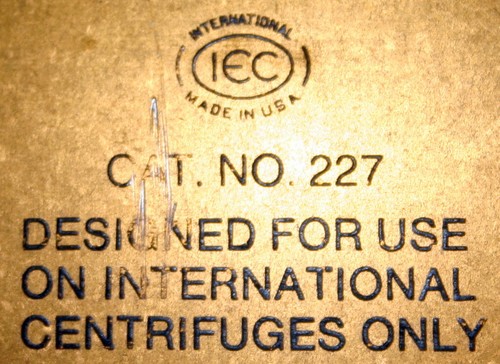 INTERNATIONAL
IEC
MADE IN USA
CAT. NO. 227
DESIGNED FOR USE
ON INTERNATIONAL
CENTRIFUGES ONLY